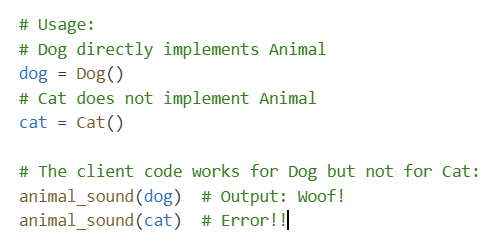 # Usage:
# Dog directly implements Animal
dog = Dog()
# Cat does not implement Animal
cat = Cat()

# The client code works for Dog but not for Cat:
animal_sound(dog)  # Output: Woof!
animal_sound(cat)  # Error!!